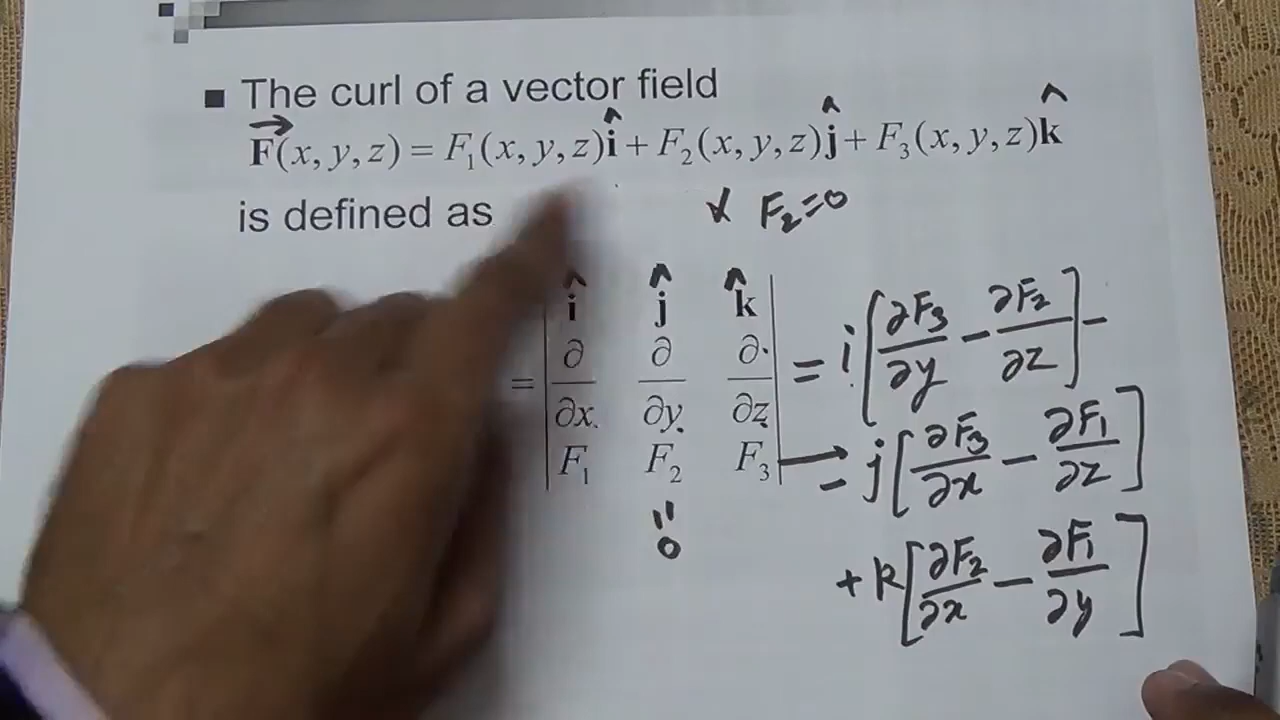 ■ The curl of a vector field
F⃗(x, y, z) = F₁(x, y, z)î + F₂(x, y, z)ĵ + F₃(x, y, z)k̂
is defined as
✓ F₂=0
= | î ĵ k̂ |
| ∂/∂x ∂/∂y ∂/∂z |
| F₁ F₂ F₃ |
"
0
= i[∂F₃/∂y − ∂F₂/∂z] −
→ − j[∂F₃/∂x − ∂F₁/∂z]
+ k[∂F₂/∂x − ∂F₁/∂y]